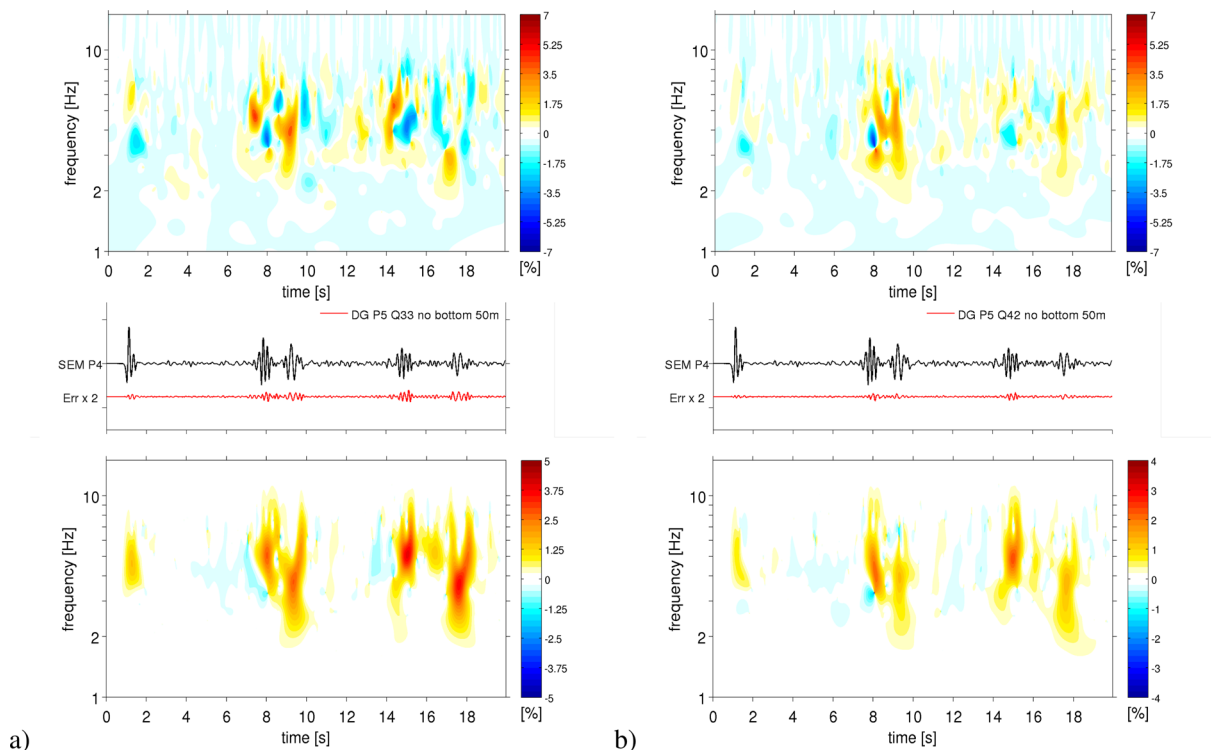 7
5.25
3.5
1.75
0
-1.75
-3.5
-5.25
-7
[%]
10
2
1
frequency [Hz]
0 2 4 6 8 10 12 14 16 18
time [s]
DG P5 Q33 no bottom 50m
SEM P4
Err x 2
5
3.75
2.5
1.25
0
-1.25
-2.5
-3.75
-5
[%]
10
2
1
frequency [Hz]
0 2 4 6 8 10 12 14 16 18
time [s]
a)
7
5.25
3.5
1.75
0
-1.75
-3.5
-5.25
-7
[%]
10
2
1
frequency [Hz]
0 2 4 6 8 10 12 14 16 18
time [s]
DG P5 Q42 no bottom 50m
SEM P4
Err x 2
4
3
2
1
0
-1
-2
-3
-4
[%]
10
2
1
frequency [Hz]
0 2 4 6 8 10 12 14 16 18
time [s]
b)